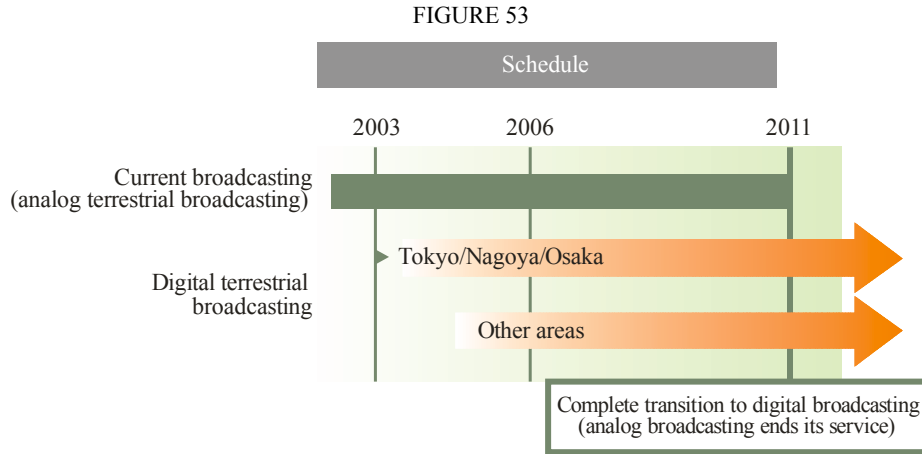 FIGURE 53
Schedule
2003 2006 2011
Current broadcasting
(analog terrestrial broadcasting)
Tokyo/Nagoya/Osaka
Digital terrestrial
broadcasting
Other areas
Complete transition to digital broadcasting
(analog broadcasting ends its service)